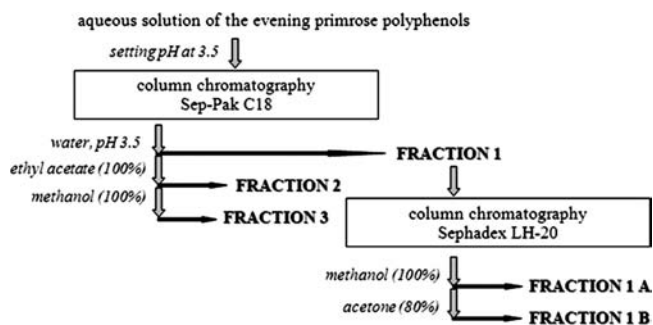 aqueous solution of the evening primrose polyphenols
setting pH at 3.5
column chromatography
Sep-Pak C18
water, pH 3.5
FRACTION 1
ethyl acetate (100%)
FRACTION 2
methanol (100%)
FRACTION 3
column chromatography
Sephadex LH-20
methanol (100%)
FRACTION 1 A
acetone (80%)
FRACTION 1 B